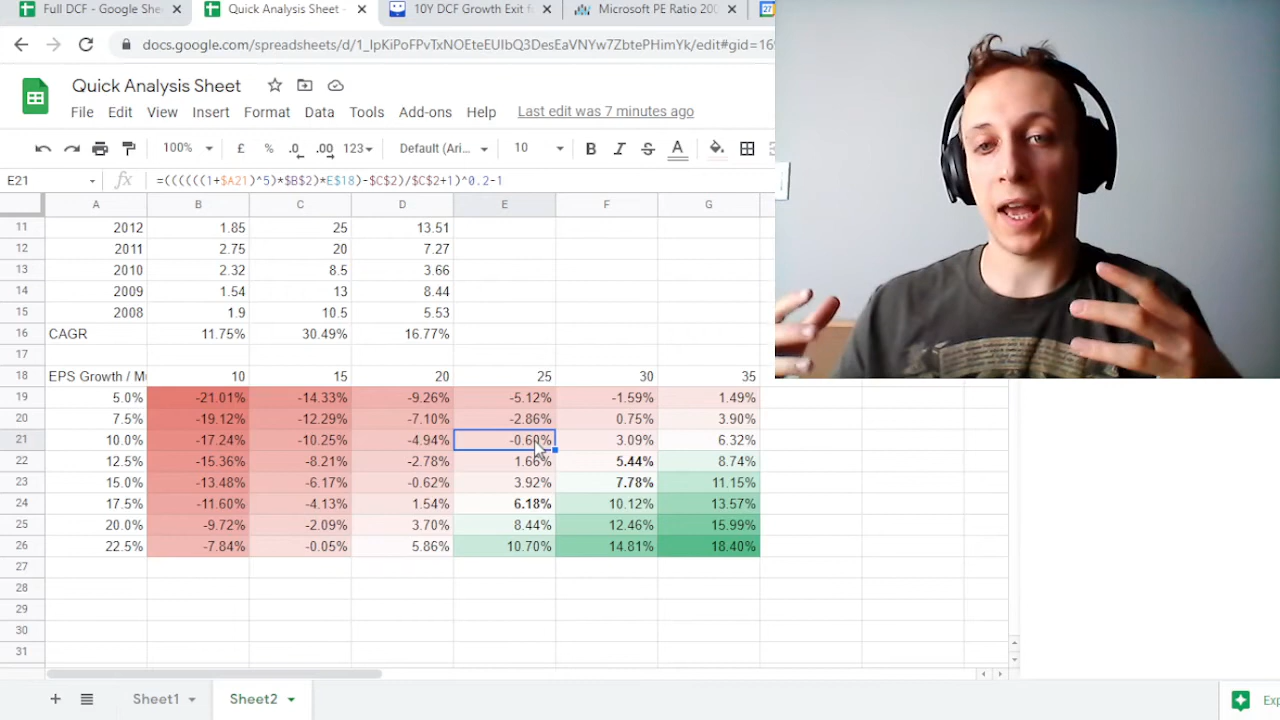 Full DCF - Google She
Quick Analysis Sheet -
10Y DCF Growth Exit f
Microsoft PE Ratio 200
docs.google.com/spreadsheets/d/1_IpKiPoFPvTxNOEteEUIbQ3DesEaVNYw7ZbtePHimYk/edit#gid=169
Quick Analysis Sheet
File Edit View Insert Format Data Tools Add-ons Help Last edit was 7 minutes ago
100% £ % .0 .00 123 Default (Ari... 10 B I S A
E21 fx =((((((1+$A21)^5)*$B$2)*E$18)-$C$2)/$C$2+1)^0.2-1
A B C D E F G
11 2012 1.85 25 13.51
12 2011 2.75 20 7.27
13 2010 2.32 8.5 3.66
14 2009 1.54 13 8.44
15 2008 1.9 10.5 5.53
16 CAGR 11.75% 30.49% 16.77%
17
18 EPS Growth / Mu 10 15 20 25 30 35
19 5.0% -21.01% -14.33% -9.26% -5.12% -1.59% 1.49%
20 7.5% -19.12% -12.29% -7.10% -2.86% 0.75% 3.90%
21 10.0% -17.24% -10.25% -4.94% -0.60% 3.09% 6.32%
22 12.5% -15.36% -8.21% -2.78% 1.66% 5.44% 8.74%
23 15.0% -13.48% -6.17% -0.62% 3.92% 7.78% 11.15%
24 17.5% -11.60% -4.13% 1.54% 6.18% 10.12% 13.57%
25 20.0% -9.72% -2.09% 3.70% 8.44% 12.46% 15.99%
26 22.5% -7.84% -0.05% 5.86% 10.70% 14.81% 18.40%
27
28
29
30
31
Sheet1 Sheet2 Exp